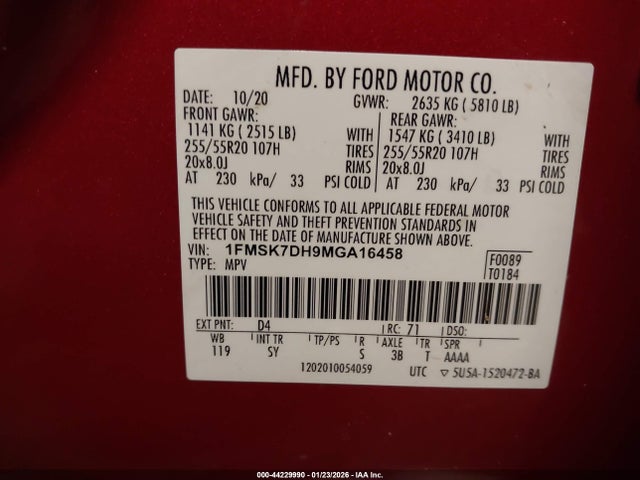 MFD. BY FORD MOTOR CO.
DATE: 10/20 GVWR: 2635 KG ( 5810 LB)
FRONT GAWR: REAR GAWR:
1141 KG ( 2515 LB) WITH 1547 KG ( 3410 LB) WITH
255/55R20 107H TIRES 255/55R20 107H TIRES
20x8.0J RIMS 20x8.0J RIMS
AT 230 kPa/ 33 PSI COLD AT 230 kPa/ 33 PSI COLD
THIS VEHICLE CONFORMS TO ALL APPLICABLE FEDERAL MOTOR
VEHICLE SAFETY AND THEFT PREVENTION STANDARDS IN
EFFECT ON THE DATE OF MANUFACTURE SHOWN ABOVE.
VIN: 1FMSK7DH9MGA16458 F0089
TYPE: MPV T0184
EXT PNT: D4 RC: 71 DSO:
WB INT TR TP/PS R AXLE TR SPR
119 SY S 3B T AAAA
1202010054059 UTC ▽ 5U5A-1520472-BA
000-44229990 - 01/23/2026 - IAA Inc.